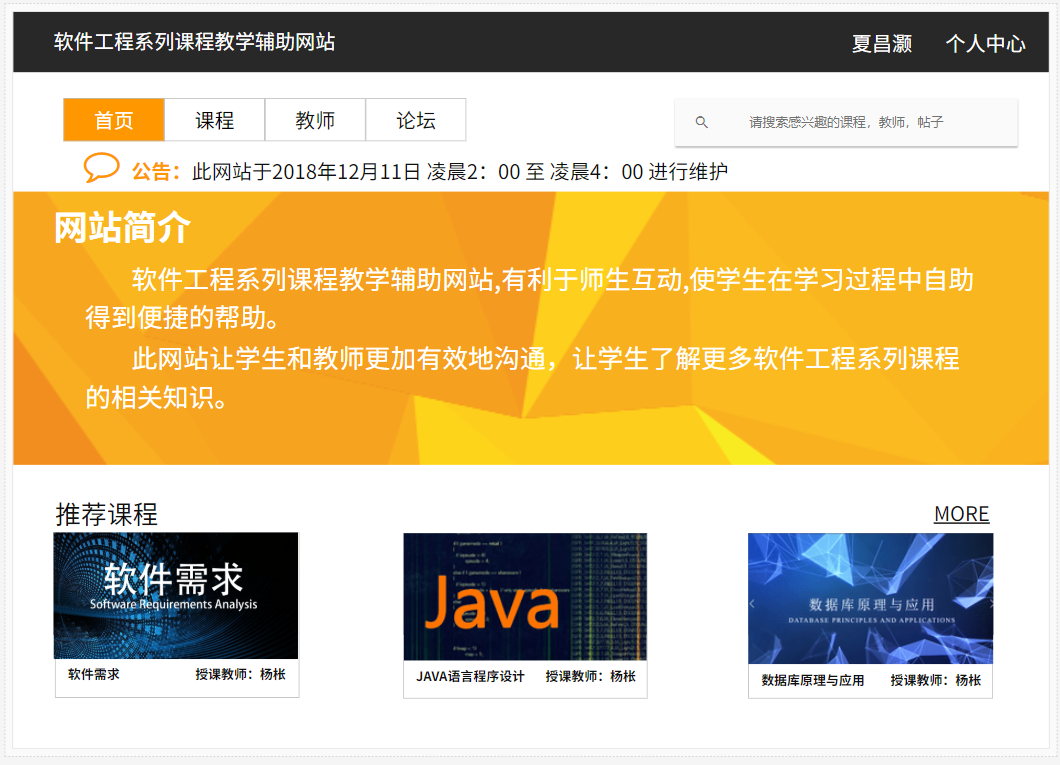 软件工程系列课程教学辅助网站
夏昌灏 个人中心
首页 课程 教师 论坛
请搜索感兴趣的课程，教师，帖子
公告：此网站于2018年12月11日 凌晨2：00 至 凌晨4：00 进行维护
网站简介
软件工程系列课程教学辅助网站,有利于师生互动,使学生在学习过程中自助
得到便捷的帮助。
此网站让学生和教师更加有效地沟通，让学生了解更多软件工程系列课程
的相关知识。
推荐课程 MORE
软件需求
Software Requirements Analysis
Java
数据库原理与应用
DATABASE PRINCIPLES AND APPLICATIONS
软件需求 授课教师：杨枨
JAVA语言程序设计 授课教师：杨枨
数据库原理与应用 授课教师：杨枨